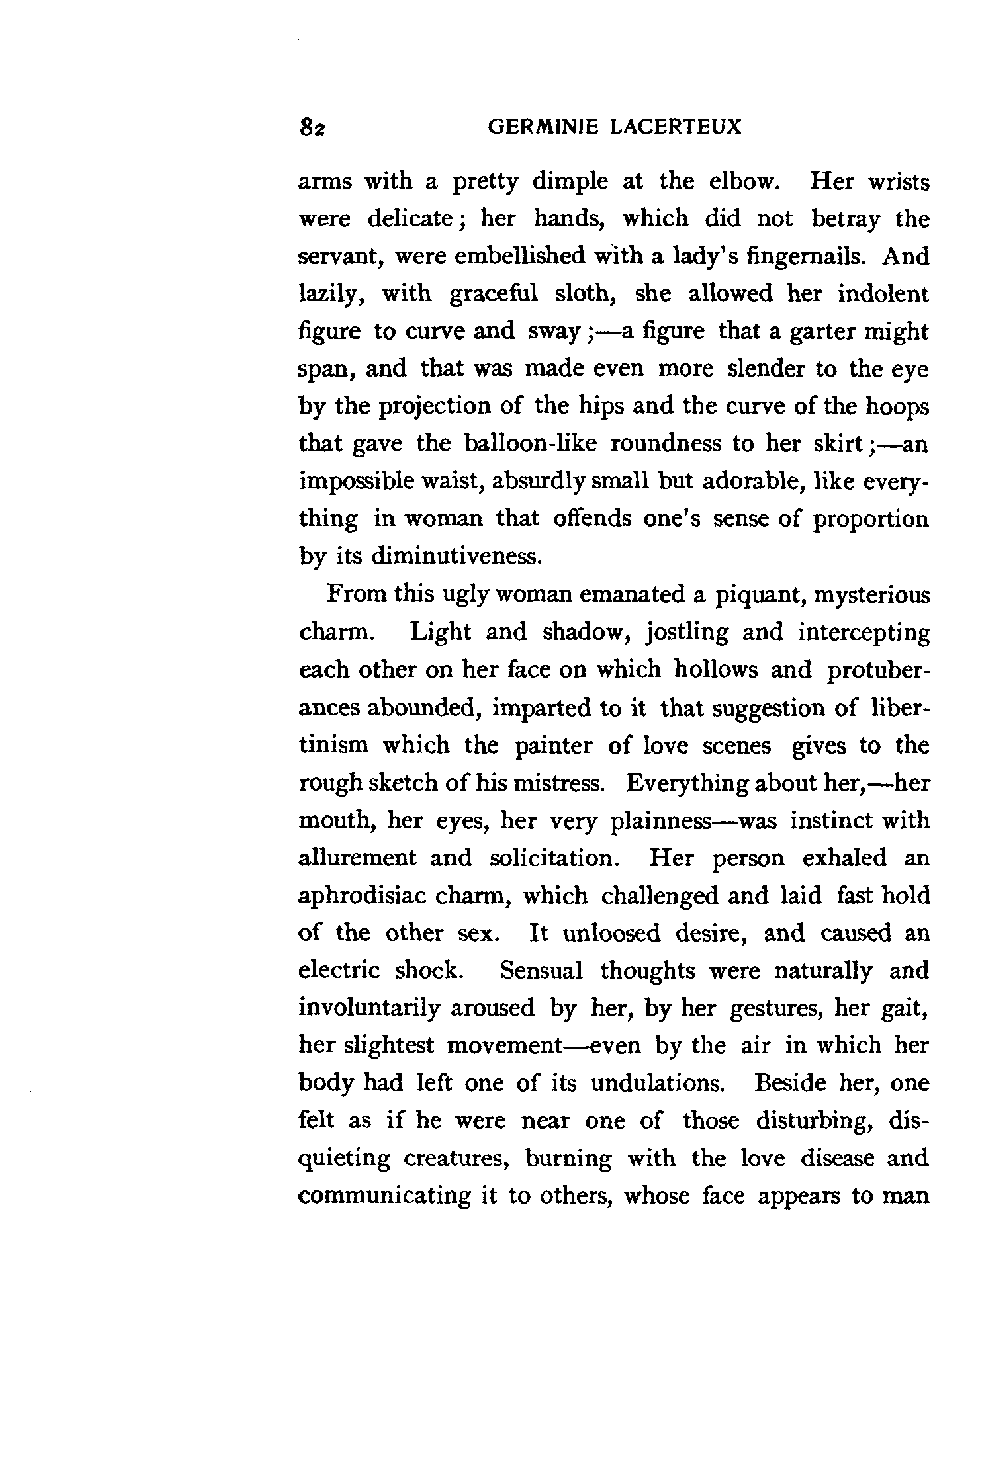 82 GERMINIE LACERTEUX
arms with a pretty dimple at the elbow. Her wrists
were delicate; her hands, which did not betray the
servant, were embellished with a lady's fingernails. And
lazily, with graceful sloth, she allowed her indolent
figure to curve and sway;—a figure that a garter might
span, and that was made even more slender to the eye
by the projection of the hips and the curve of the hoops
that gave the balloon-like roundness to her skirt;—an
impossible waist, absurdly small but adorable, like every-
thing in woman that offends one's sense of proportion
by its diminutiveness.
From this ugly woman emanated a piquant, mysterious
charm. Light and shadow, jostling and intercepting
each other on her face on which hollows and protuber-
ances abounded, imparted to it that suggestion of liber-
tinism which the painter of love scenes gives to the
rough sketch of his mistress. Everything about her,—her
mouth, her eyes, her very plainness—was instinct with
allurement and solicitation. Her person exhaled an
aphrodisiac charm, which challenged and laid fast hold
of the other sex. It unloosed desire, and caused an
electric shock. Sensual thoughts were naturally and
involuntarily aroused by her, by her gestures, her gait,
her slightest movement—even by the air in which her
body had left one of its undulations. Beside her, one
felt as if he were near one of those disturbing, dis-
quieting creatures, burning with the love disease and
communicating it to others, whose face appears to man